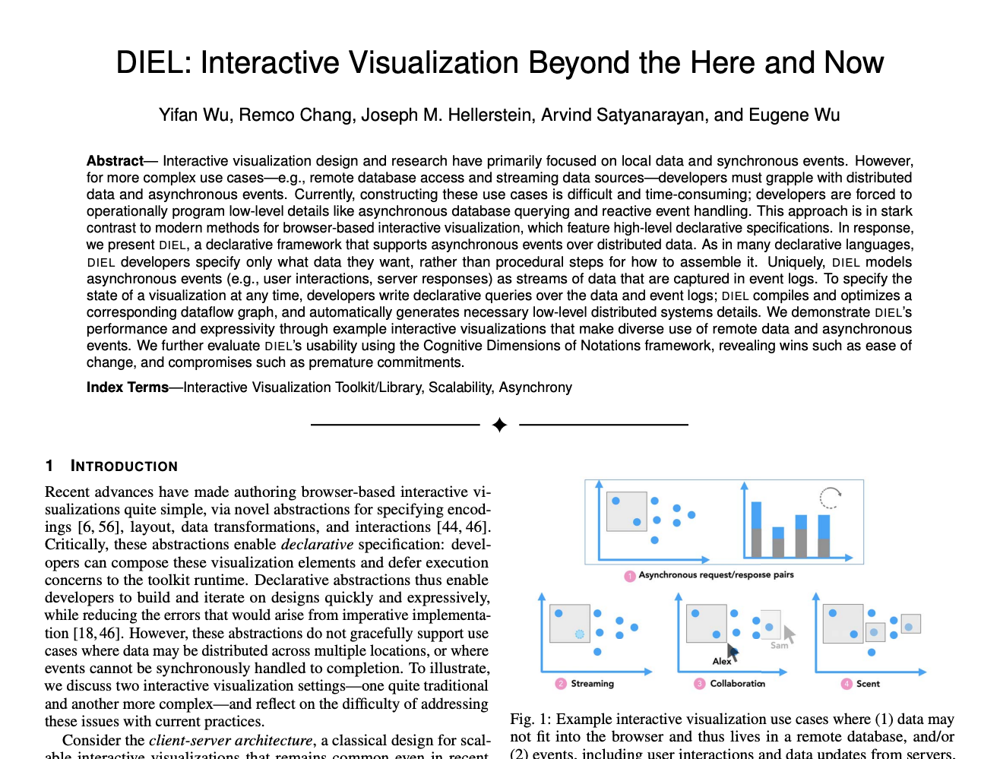 DIEL: Interactive Visualization Beyond the Here and Now
Yifan Wu, Remco Chang, Joseph M. Hellerstein, Arvind Satyanarayan, and Eugene Wu
Abstract— Interactive visualization design and research have primarily focused on local data and synchronous events. However,
for more complex use cases—e.g., remote database access and streaming data sources—developers must grapple with distributed
data and asynchronous events. Currently, constructing these use cases is difficult and time-consuming; developers are forced to
operationally program low-level details like asynchronous database querying and reactive event handling. This approach is in stark
contrast to modern methods for browser-based interactive visualization, which feature high-level declarative specifications. In response,
we present DIEL, a declarative framework that supports asynchronous events over distributed data. As in many declarative languages,
DIEL developers specify only what data they want, rather than procedural steps for how to assemble it. Uniquely, DIEL models
asynchronous events (e.g., user interactions, server responses) as streams of data that are captured in event logs. To specify the
state of a visualization at any time, developers write declarative queries over the data and event logs; DIEL compiles and optimizes a
corresponding dataflow graph, and automatically generates necessary low-level distributed systems details. We demonstrate DIEL's
performance and expressivity through example interactive visualizations that make diverse use of remote data and asynchronous
events. We further evaluate DIEL's usability using the Cognitive Dimensions of Notations framework, revealing wins such as ease of
change, and compromises such as premature commitments.
Index Terms—Interactive Visualization Toolkit/Library, Scalability, Asynchrony
1 INTRODUCTION
Recent advances have made authoring browser-based interactive vi-
sualizations quite simple, via novel abstractions for specifying encod-
ings [6, 56], layout, data transformations, and interactions [44, 46].
Critically, these abstractions enable declarative specification: devel-
opers can compose these visualization elements and defer execution
concerns to the toolkit runtime. Declarative abstractions thus enable
developers to build and iterate on designs quickly and expressively,
while reducing the errors that would arise from imperative implementa-
tion [18, 46]. However, these abstractions do not gracefully support use
cases where data may be distributed across multiple locations, or where
events cannot be synchronously handled to completion. To illustrate,
we discuss two interactive visualization settings—one quite traditional
and another more complex—and reflect on the difficulty of addressing
these issues with current practices.
Consider the client-server architecture, a classical design for scal-
able interactive visualizations that remains common even in recent
1 Asynchronous request/response pairs
Sam
Alex
2 Streaming
3 Collaboration
4 Scent
Fig. 1: Example interactive visualization use cases where (1) data may
not fit into the browser and thus lives in a remote database, and/or
(2) events, including user interactions and data updates from servers,